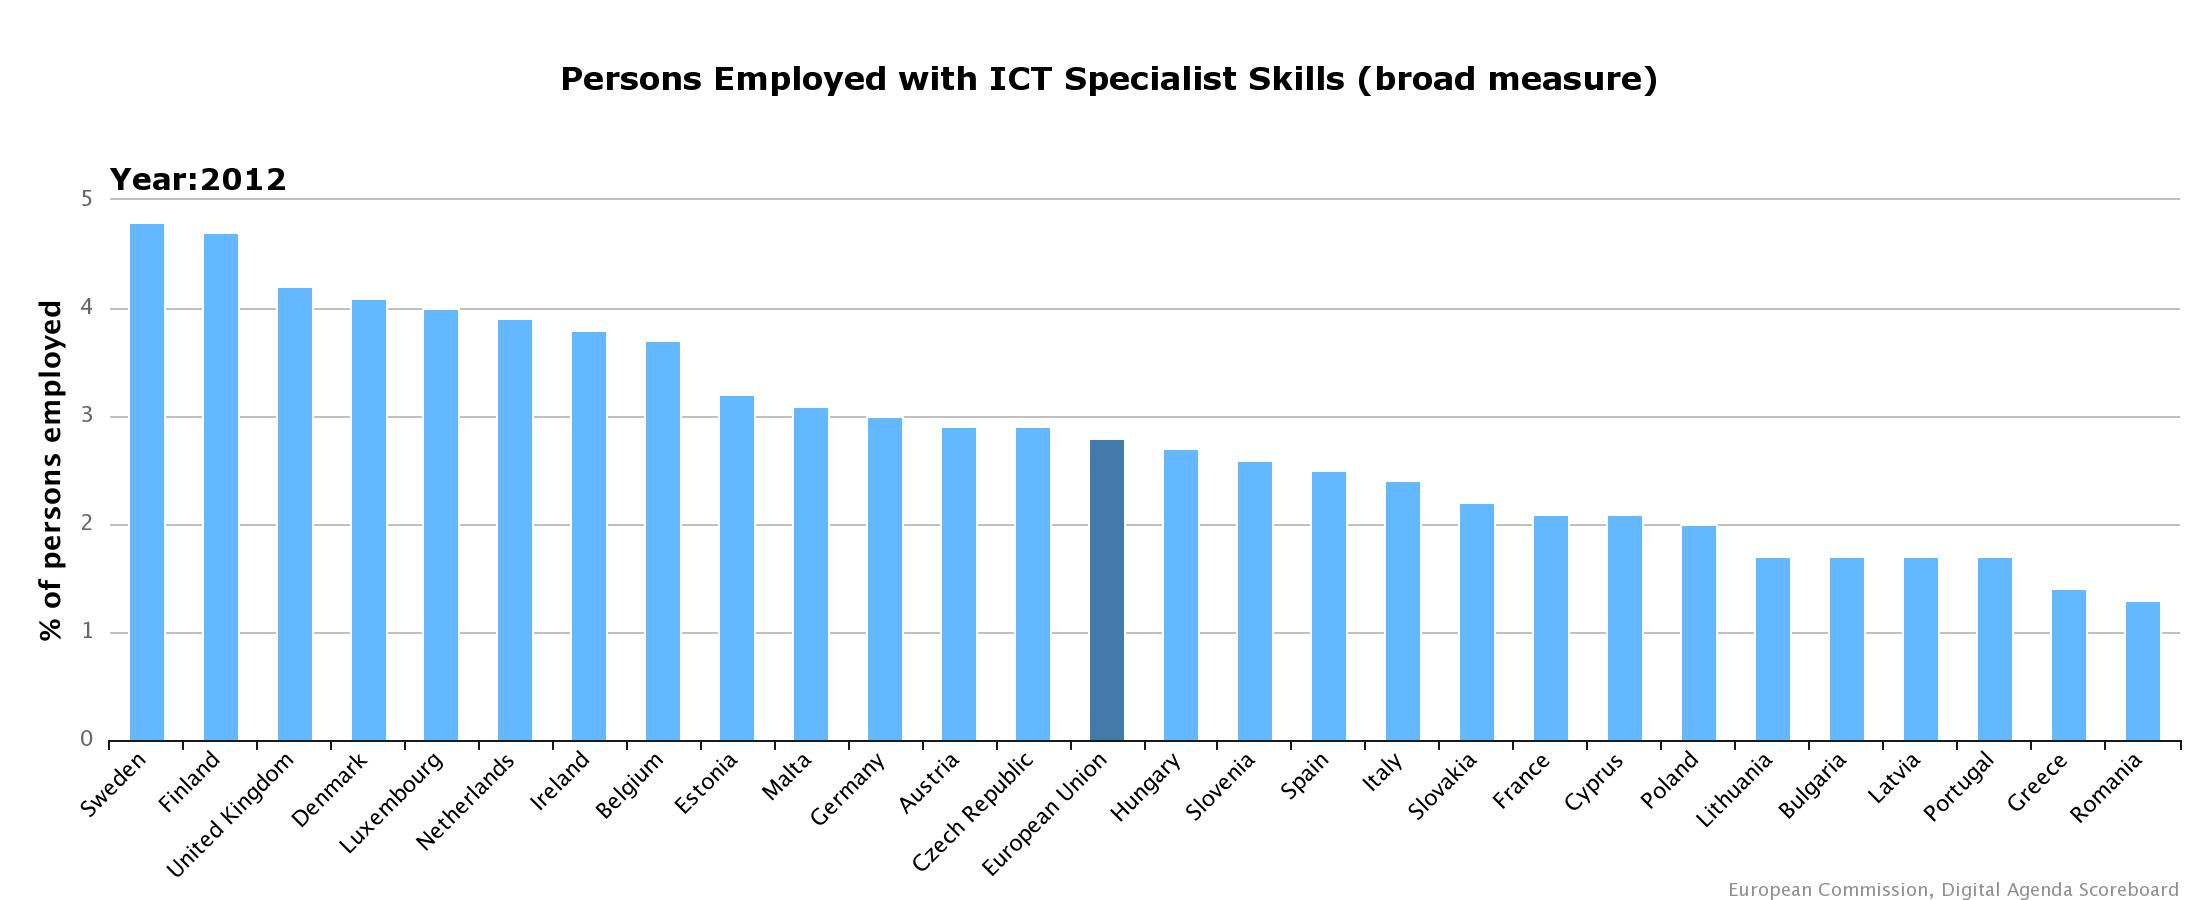 Persons Employed with ICT Specialist Skills (broad measure)
Year:2012
% of persons employed
5
4
3
2
1
0
Sweden
Finland
United Kingdom
Denmark
Luxembourg
Netherlands
Ireland
Belgium
Estonia
Malta
Germany
Austria
Czech Republic
European Union
Hungary
Slovenia
Spain
Italy
Slovakia
France
Cyprus
Poland
Lithuania
Bulgaria
Latvia
Portugal
Greece
Romania
European Commission, Digital Agenda Scoreboard